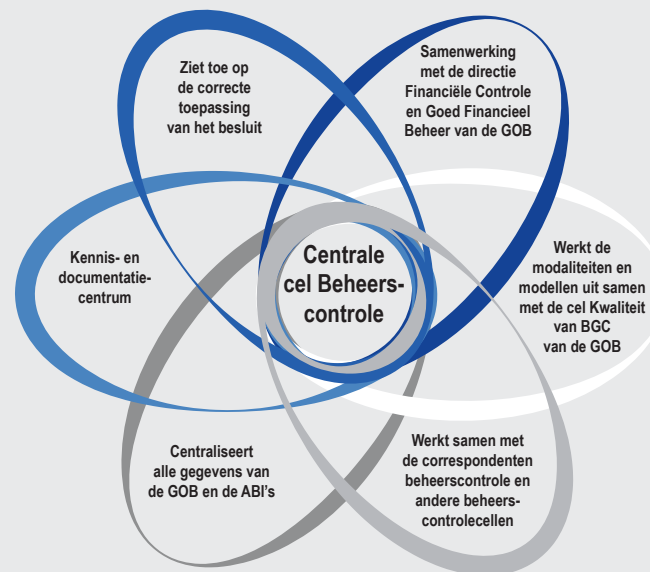 Ziet toe op
de correcte
toepassing
van het besluit
Samenwerking
met de directie
Financiële Controle
en Goed Financieel
Beheer van de GOB
Kennis- en
documentatie-
centrum
Centrale
cel Beheers-
controle
Werkt de
modaliteiten en
modellen uit samen
met de cel Kwaliteit
van BGC
van de GOB
Centraliseert
alle gegevens van
de GOB en de ABI's
Werkt samen met
de correspondenten
beheerscontrole en
andere beheers-
controlecellen